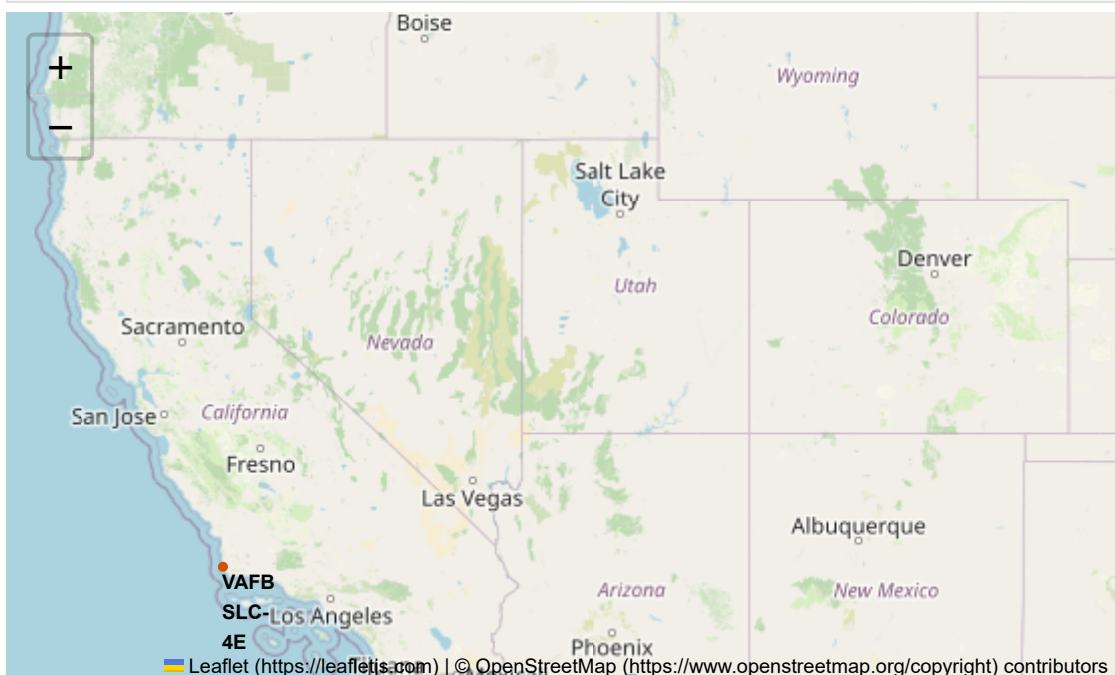 Boise
+
−
Wyoming
Salt Lake
City
Denver
Utah
Colorado
Sacramento
Nevada
San Jose
California
Fresno
Las Vegas
Albuquerque
VAFB
SLC-
4E
Los Angeles
Arizona
New Mexico
Phoenix
Tijuana
Leaflet (https://leafletjs.com) | © OpenStreetMap (https://www.openstreetmap.org/copyright) contributors